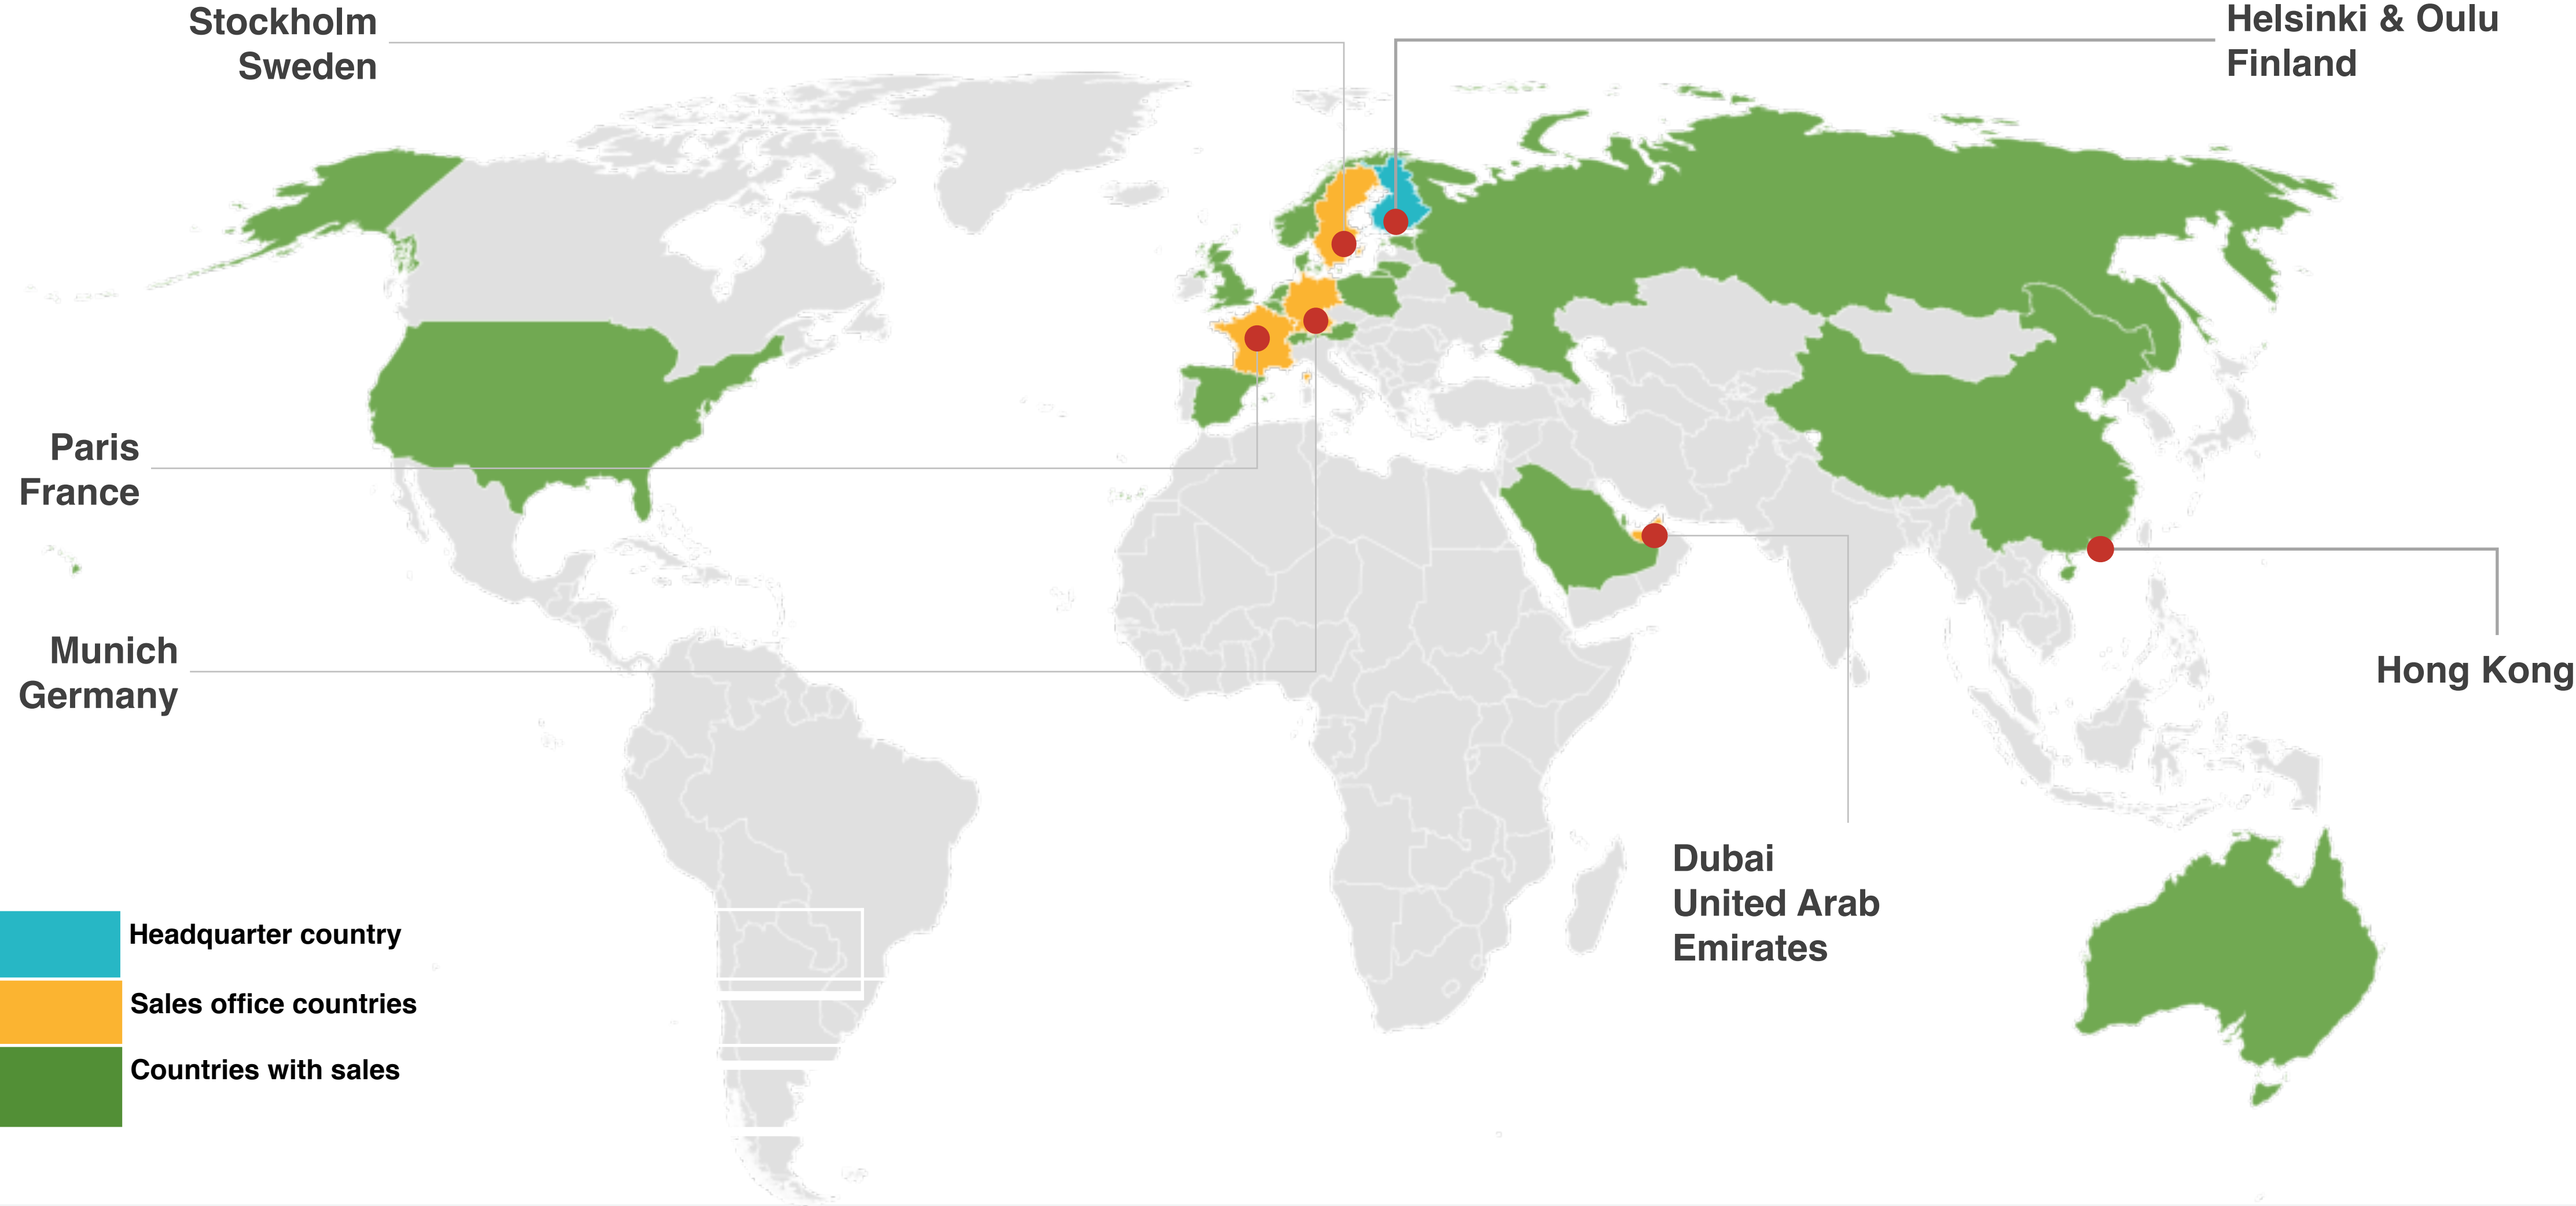 Stockholm
Sweden
Helsinki & Oulu
Finland
Paris
France
Munich
Germany
Hong Kong
Dubai
United Arab
Emirates
Headquarter country
Sales office countries
Countries with sales